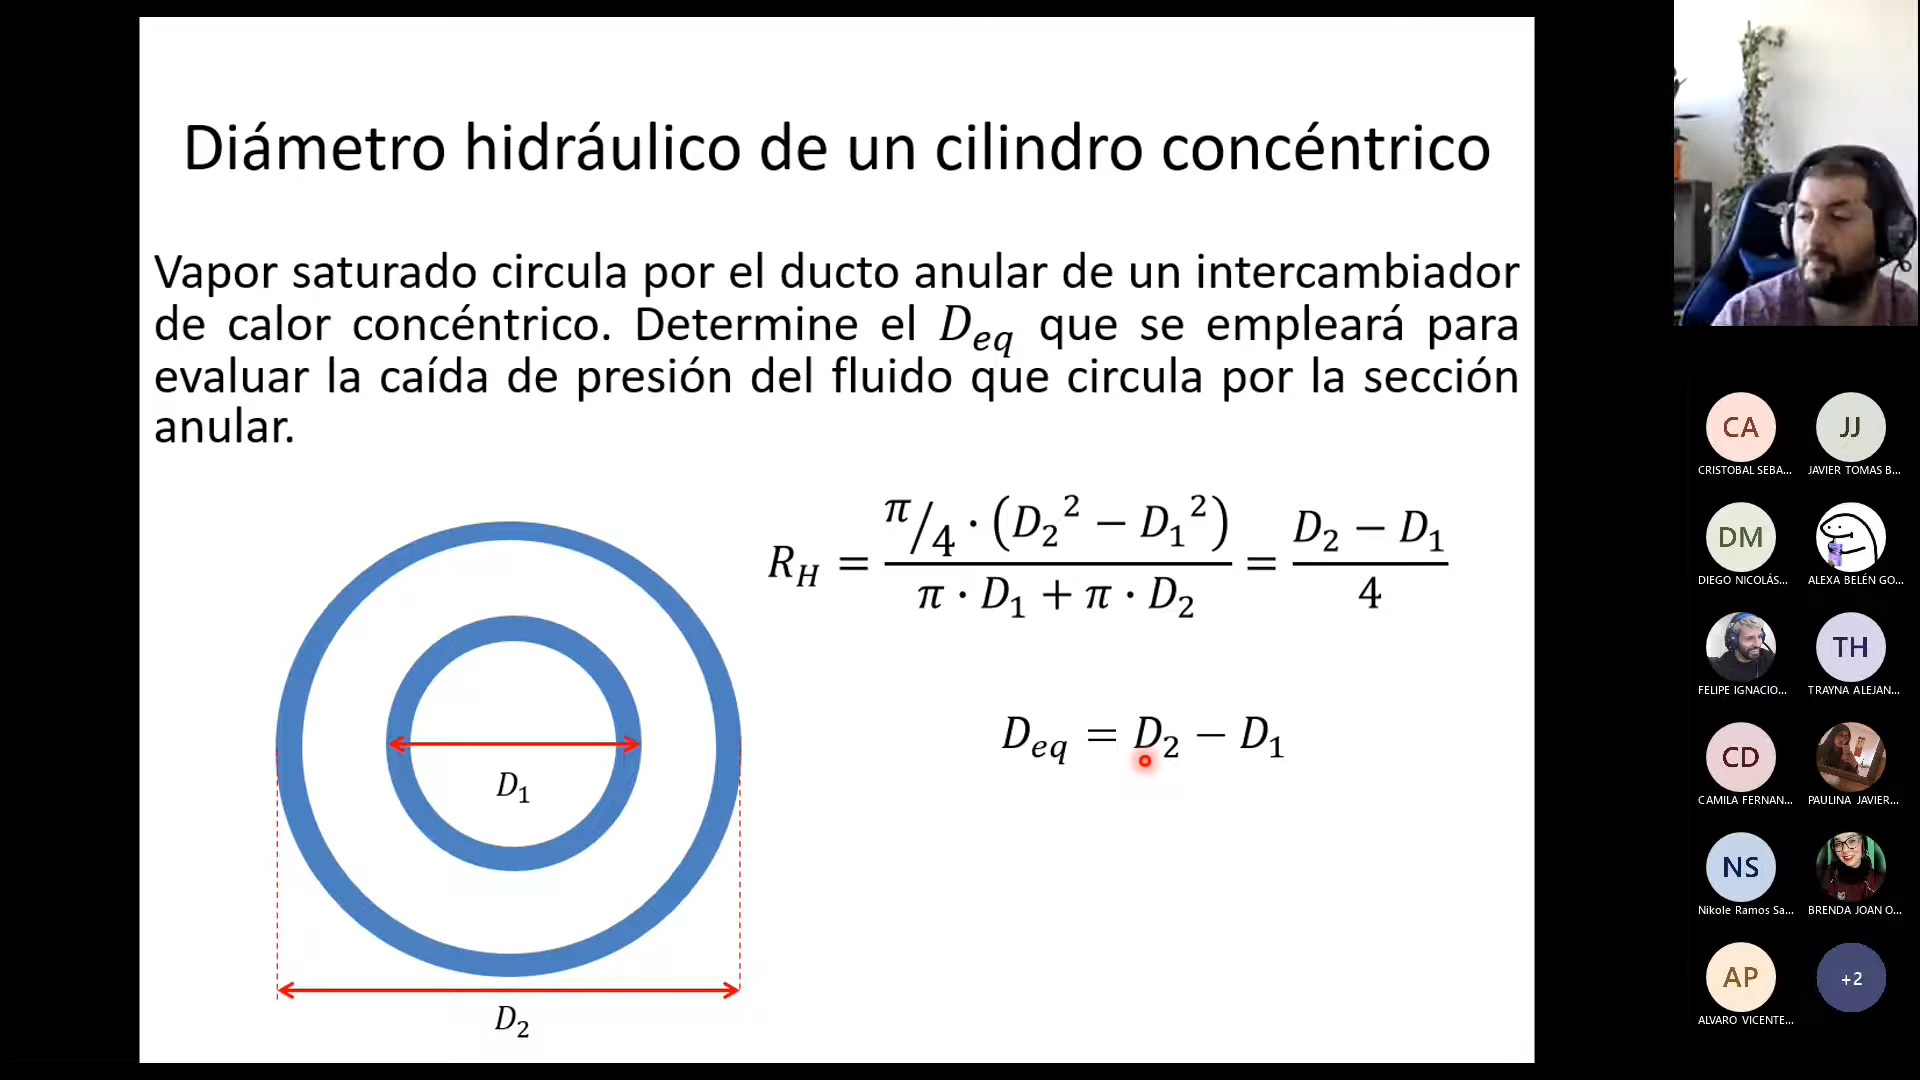 Diámetro hidráulico de un cilindro concéntrico
Vapor saturado circula por el ducto anular de un intercambiador
de calor concéntrico. Determine el D_eq que se empleará para
evaluar la caída de presión del fluido que circula por la sección
anular.
R_H = (π/4 · (D_2^2 − D_1^2)) / (π · D_1 + π · D_2) = (D_2 − D_1) / 4
D_eq = D_2 − D_1
D_1
D_2
CA
CRISTOBAL SEBA...
JJ
JAVIER TOMAS B...
DM
DIEGO NICOLÁS...
ALEXA BELÉN GO...
FELIPE IGNACIO...
TH
TRAYNA ALEJAN...
CD
CAMILA FERNAN...
PAULINA JAVIER...
NS
Nikole Ramos Sa...
BRENDA JOAN O...
AP
ALVARO VICENTE...
+2